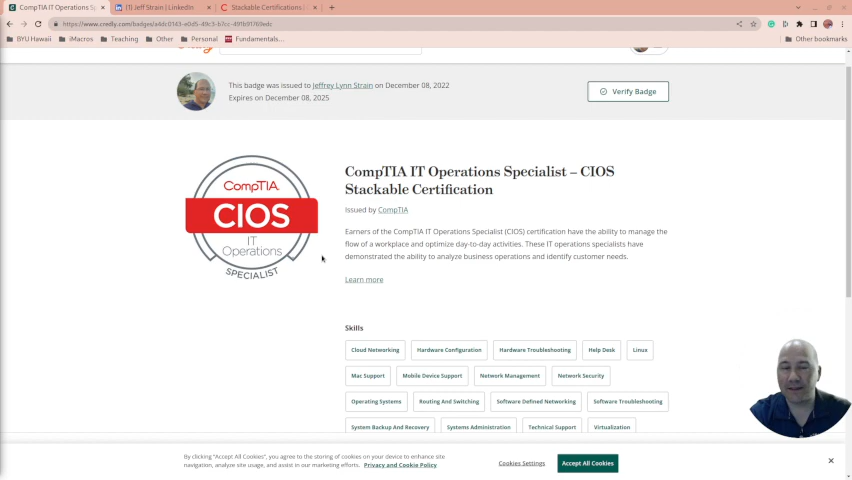 CompTIA IT Operations Sp
(1) Jeff Strain | LinkedIn
Stackable Certifications |
https://www.credly.com/badges/a4dc0143-e0d5-49c3-b7cc-
BYU Hawaii
iMacros
Teaching
Other
Personal
Fundamentals...
Other bookmarks
This badge was issued to Jeffrey Lynn Strain on December 08, 2022
Expires on December 08, 2025
Verify Badge
CompTIA
CIOS
IT
Operations
SPECIALIST
CompTIA IT Operations Specialist – CIOS
Stackable Certification
Issued by CompTIA
Earners of the CompTIA IT Operations Specialist (CIOS) certification have the ability to manage the
flow of a workplace and optimize day-to-day activities. These IT operations specialists have
demonstrated the ability to analyze business operations and identify customer needs.
Learn more
Skills
Cloud Networking
Hardware Configuration
Hardware Troubleshooting
Help Desk
Linux
Mac Support
Mobile Device Support
Network Management
Network Security
Operating Systems
Routing And Switching
Software Defined Networking
Software Troubleshooting
System Backup And Recovery
Systems Administration
Technical Support
Virtualization
By clicking "Accept All Cookies", you agree to the storing of cookies on your device to enhance site
navigation, analyze site usage, and assist in our marketing efforts. Privacy and Cookie Policy
Cookies Settings
Accept All Cookies